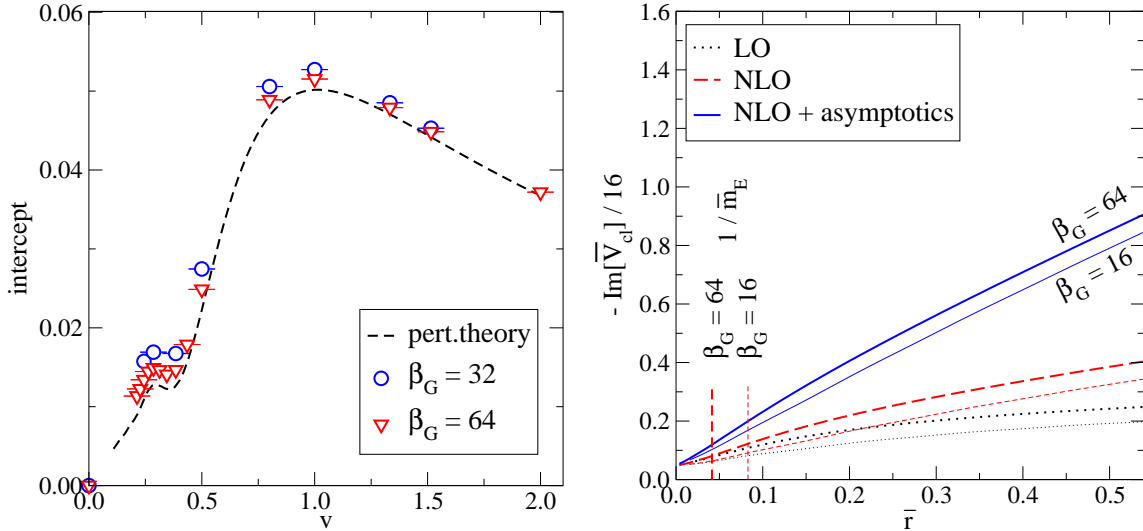 0.06
0.04
0.02
0.00
intercept
0.0
0.5
1.0
1.5
2.0
v
pert.theory
β_G = 32
β_G = 64
1.6
1.4
1.2
1.0
0.8
0.6
0.4
0.2
0.0
- Im[V̅_cl] / 16
LO
NLO
NLO + asymptotics
1 / m̅_E
β_G = 64
β_G = 16
β_G = 64
β_G = 16
0.0
0.1
0.2
0.3
0.4
0.5
r̅